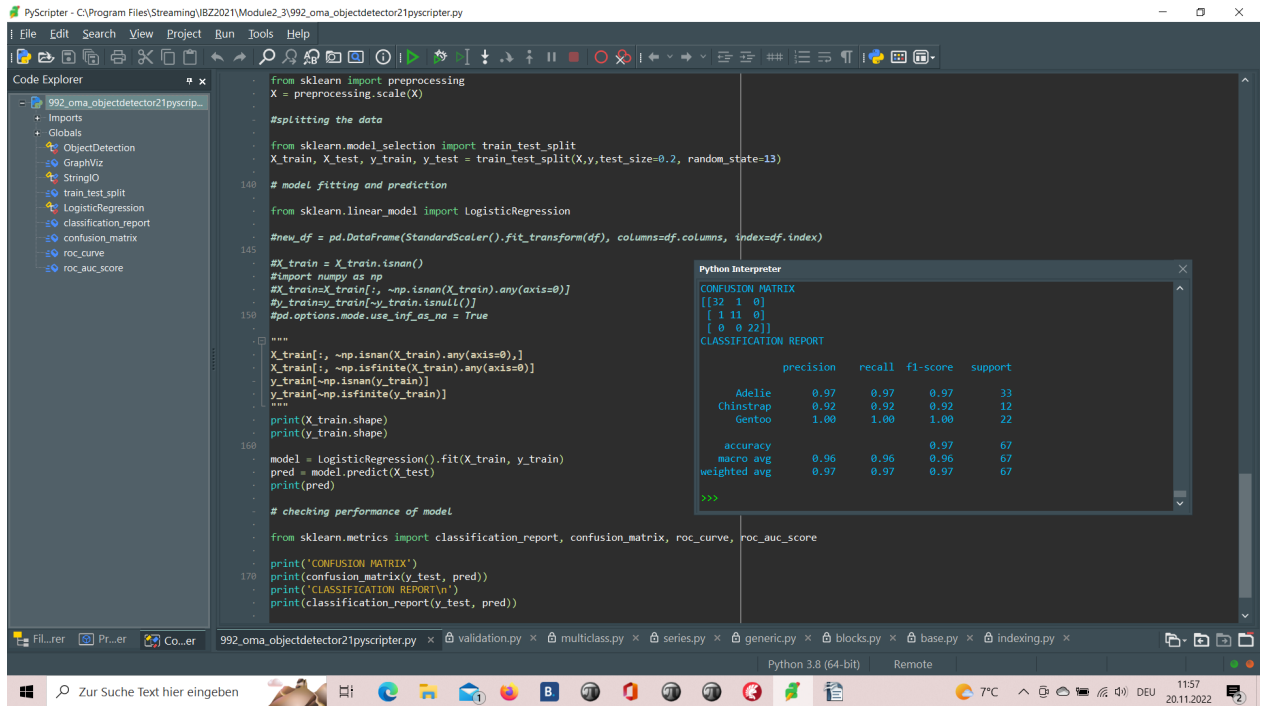 PyScripter - C:\Program Files\Streaming\IBZ2021\Module2_3\992_oma_objectdetector21pyscripter.py
File Edit Search View Project Run Tools Help
Code Explorer
992_oma_objectdetector21pyscrip...
Imports
Globals
ObjectDetection
GraphViz
StringIO
train_test_split
LogisticRegression
classification_report
confusion_matrix
roc_curve
roc_auc_score
from sklearn import preprocessing
X = preprocessing.scale(X)
#splitting the data
from sklearn.model_selection import train_test_split
X_train, X_test, y_train, y_test = train_test_split(X,y,test_size=0.2, random_state=13)
140 # model fitting and prediction
from sklearn.linear_model import LogisticRegression
#new_df = pd.DataFrame(StandardScaler().fit_transform(df), columns=df.columns, index=df.index)
145
#X_train = X_train.isnan()
#import numpy as np
#X_train=X_train[:, ~np.isnan(X_train).any(axis=0)]
#y_train=y_train[~y_train.isnull()]
150 #pd.options.mode.use_inf_as_na = True
"""
X_train[:, ~np.isnan(X_train).any(axis=0),]
X_train[:, ~np.isfinite(X_train).any(axis=0)]
y_train[~np.isnan(y_train)]
y_train[~np.isfinite(y_train)]
"""
print(X_train.shape)
print(y_train.shape)
160
model = LogisticRegression().fit(X_train, y_train)
pred = model.predict(X_test)
print(pred)
# checking performance of model
from sklearn.metrics import classification_report, confusion_matrix, roc_curve, roc_auc_score
print('CONFUSION MATRIX')
170 print(confusion_matrix(y_test, pred))
print('CLASSIFICATION REPORT\n')
print(classification_report(y_test, pred))
Python Interpreter
CONFUSION MATRIX
[[32 1 0]
[ 1 11 0]
[ 0 0 22]]
CLASSIFICATION REPORT
precision recall f1-score support
Adelie 0.97 0.97 0.97 33
Chinstrap 0.92 0.92 0.92 12
Gentoo 1.00 1.00 1.00 22
accuracy 0.97 67
macro avg 0.96 0.96 0.96 67
weighted avg 0.97 0.97 0.97 67
>>>
Fil...rer Pr...er Co...er 992_oma_objectdetector21pyscripter.py validation.py multiclass.py series.py generic.py blocks.py base.py indexing.py
Python 3.8 (64-bit) Remote
Zur Suche Text hier eingeben 7°C DEU 11:57
20.11.2022